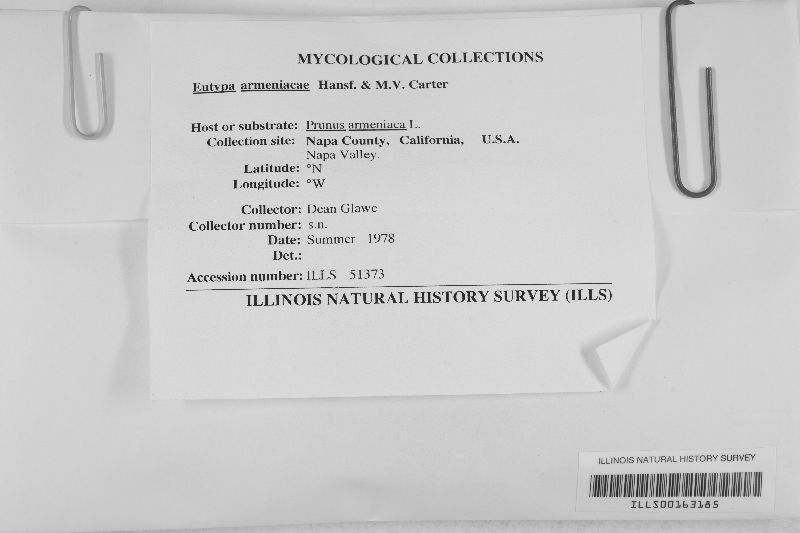 MYCOLOGICAL COLLECTIONS
Eutypa armeniacae Hansf. & M.V. Carter
Host or substrate: Prunus armeniaca L.
Collection site: Napa County, California, U.S.A.
Napa Valley.
Latitude: °N
Longitude: °W
Collector: Dean Glawe
Collector number: s.n.
Date: Summer 1978
Det.:
Accession number: ILLS 51373
ILLINOIS NATURAL HISTORY SURVEY (ILLS)
ILLINOIS NATURAL HISTORY SURVEY
ILLS00163185